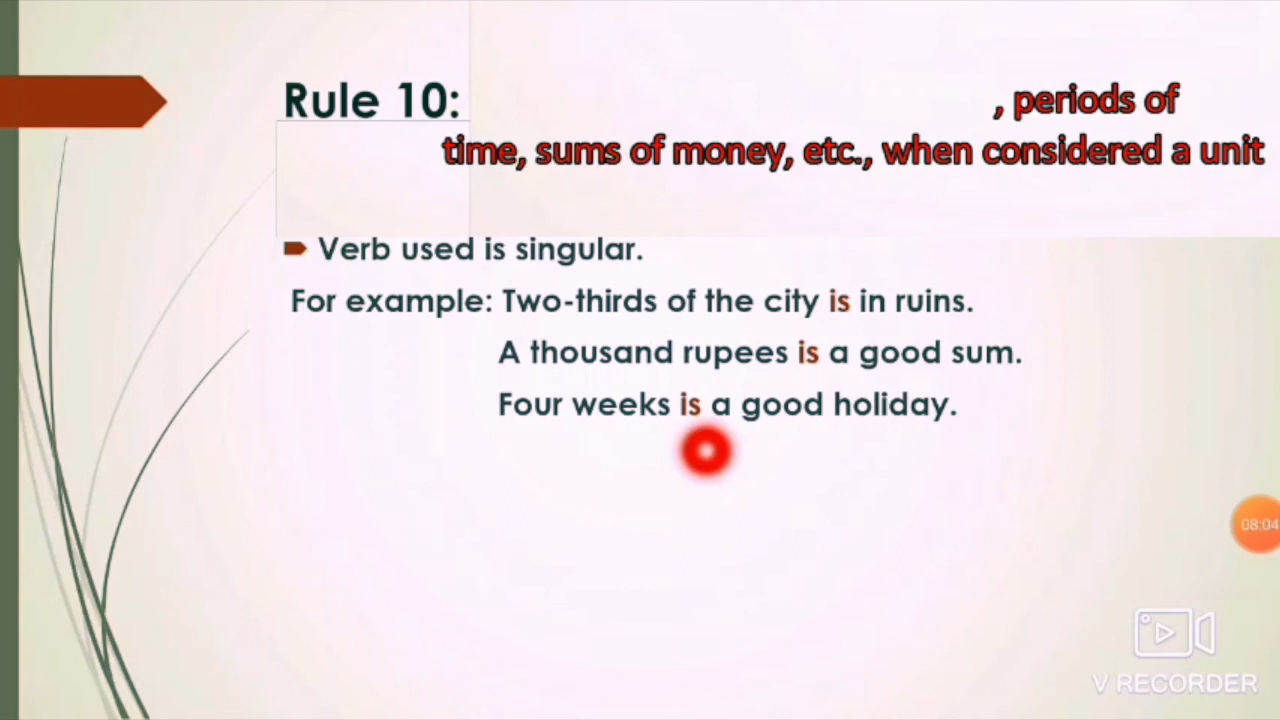 Rule 10: , periods of
time, sums of money, etc., when considered a unit
Verb used is singular.
For example: Two-thirds of the city is in ruins.
A thousand rupees is a good sum.
Four weeks is a good holiday.
08:04
V RECORDER